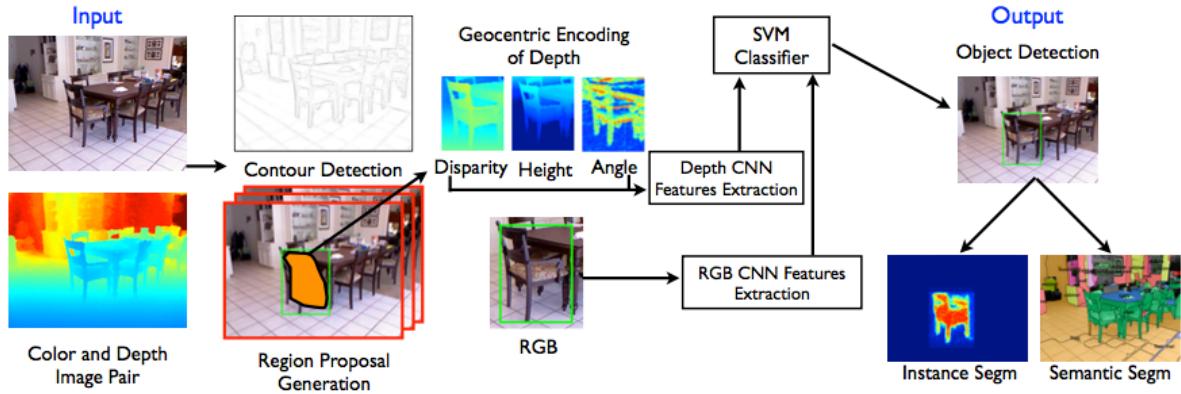 Input
Color and Depth
Image Pair
Contour Detection
Region Proposal
Generation
Geocentric Encoding
of Depth
Disparity
Height
Angle
RGB
Depth CNN
Features Extraction
RGB CNN Features
Extraction
SVM
Classifier
Output
Object Detection
Instance Segm
Semantic Segm